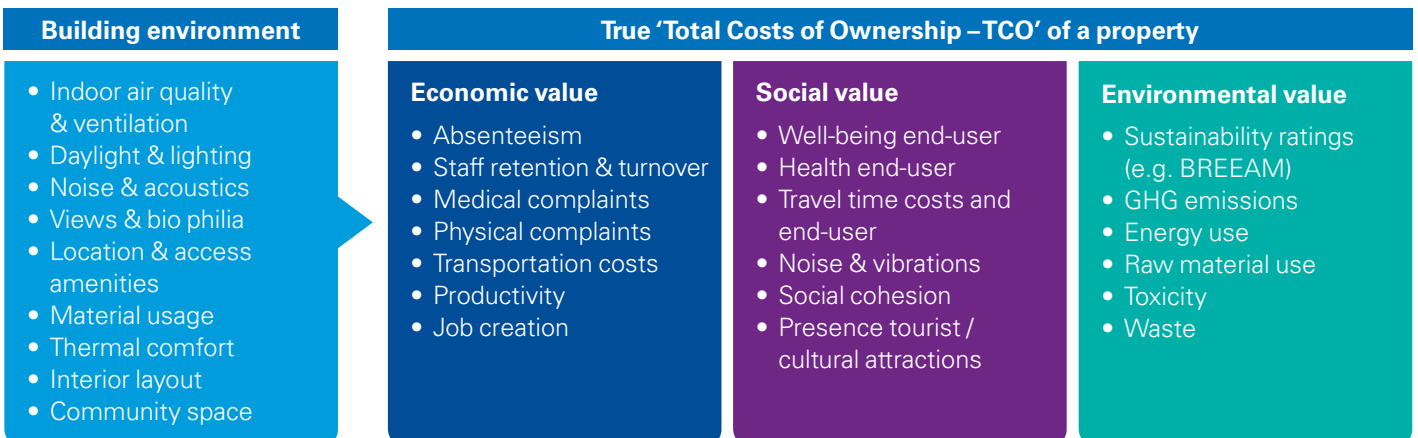 Building environment
• Indoor air quality
& ventilation
• Daylight & lighting
• Noise & acoustics
• Views & bio philia
• Location & access
amenities
• Material usage
• Thermal comfort
• Interior layout
• Community space
True ‘Total Costs of Ownership –TCO’ of a property
Economic value
• Absenteeism
• Staff retention & turnover
• Medical complaints
• Physical complaints
• Transportation costs
• Productivity
• Job creation
Social value
• Well-being end-user
• Health end-user
• Travel time costs and
end-user
• Noise & vibrations
• Social cohesion
• Presence tourist /
cultural attractions
Environmental value
• Sustainability ratings
(e.g. BREEAM)
• GHG emissions
• Energy use
• Raw material use
• Toxicity
• Waste